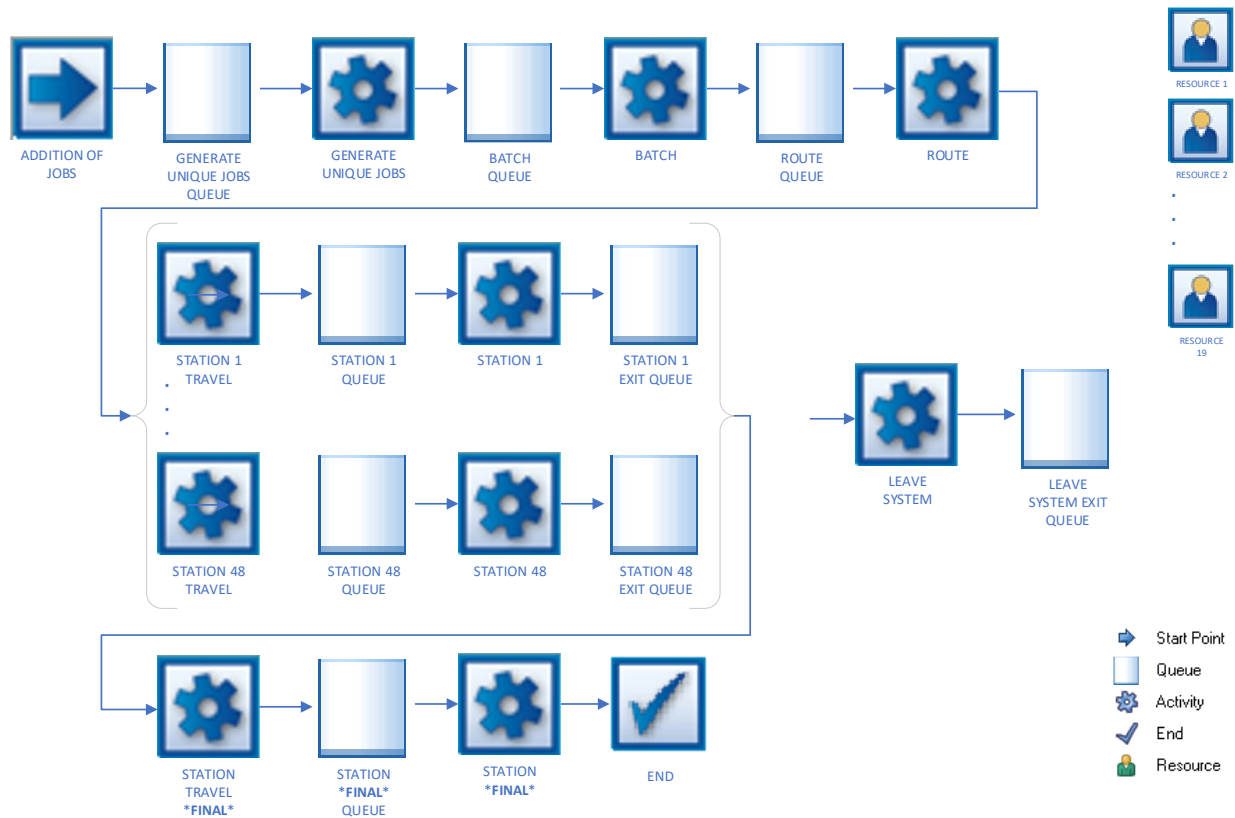 ADDITION OF
JOBS
GENERATE
UNIQUE JOBS
QUEUE
GENERATE
UNIQUE JOBS
BATCH
QUEUE
BATCH
ROUTE
QUEUE
ROUTE
RESOURCE 1
RESOURCE 2
.
.
.
RESOURCE
19
STATION 1
TRAVEL
STATION 1
QUEUE
STATION 1
STATION 1
EXIT QUEUE
.
.
.
STATION 48
TRAVEL
STATION 48
QUEUE
STATION 48
STATION 48
EXIT QUEUE
LEAVE
SYSTEM
LEAVE
SYSTEM EXIT
QUEUE
STATION
TRAVEL
*FINAL*
STATION
*FINAL*
QUEUE
STATION
*FINAL*
END
Start Point
Queue
Activity
End
Resource